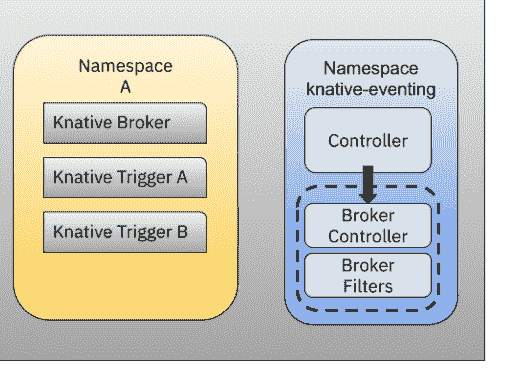 Namespace
A
Knative Broker
Knative Trigger A
Knative Trigger B
Namespace
knative-eventing
Controller
Broker
Controller
Broker
Filters